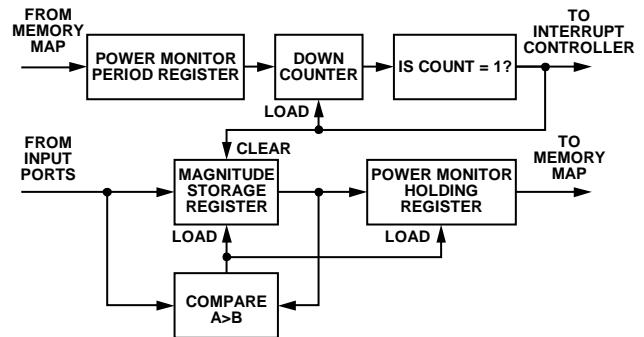 FROM
MEMORY
MAP
POWER MONITOR
PERIOD REGISTER
DOWN
COUNTER
IS COUNT = 1?
TO
INTERRUPT
CONTROLLER
LOAD
CLEAR
FROM
INPUT
PORTS
MAGNITUDE
STORAGE
REGISTER
POWER MONITOR
HOLDING
REGISTER
TO
MEMORY
MAP
LOAD
LOAD
COMPARE
A>B